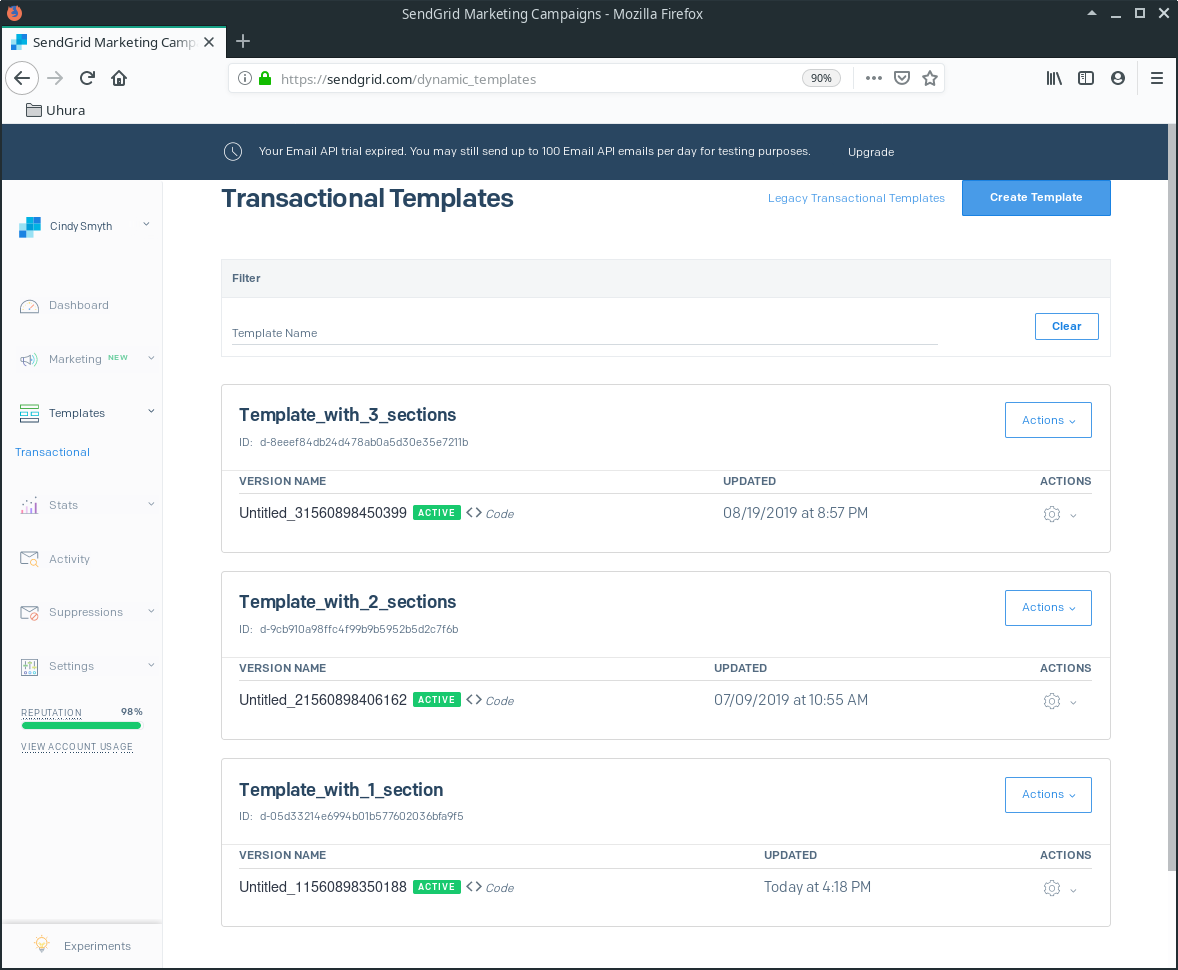 SendGrid Marketing Campaigns - Mozilla Firefox
SendGrid Marketing Camp
https://sendgrid.com/dynamic_templates
90%
Uhura
Your Email API trial expired. You may still send up to 100 Email API emails per day for testing purposes.
Upgrade
Cindy Smyth
Dashboard
Marketing NEW
Templates
Transactional
Stats
Activity
Suppressions
Settings
REPUTATION 98%
VIEW ACCOUNT USAGE
Experiments
Transactional Templates
Legacy Transactional Templates
Create Template
Filter
Template Name
Clear
Template_with_3_sections
Actions
ID: d-8eeef84db24d478ab0a5d30e35e7211b
VERSION NAME UPDATED ACTIONS
Untitled_31560898450399 ACTIVE <> Code 08/19/2019 at 8:57 PM
Template_with_2_sections
Actions
ID: d-9cb910a98ffc4f99b9b5952b5d2c7f6b
VERSION NAME UPDATED ACTIONS
Untitled_21560898406162 ACTIVE <> Code 07/09/2019 at 10:55 AM
Template_with_1_section
Actions
ID: d-05d33214e6994b01b577602036bfa9f5
VERSION NAME UPDATED ACTIONS
Untitled_11560898350188 ACTIVE <> Code Today at 4:18 PM